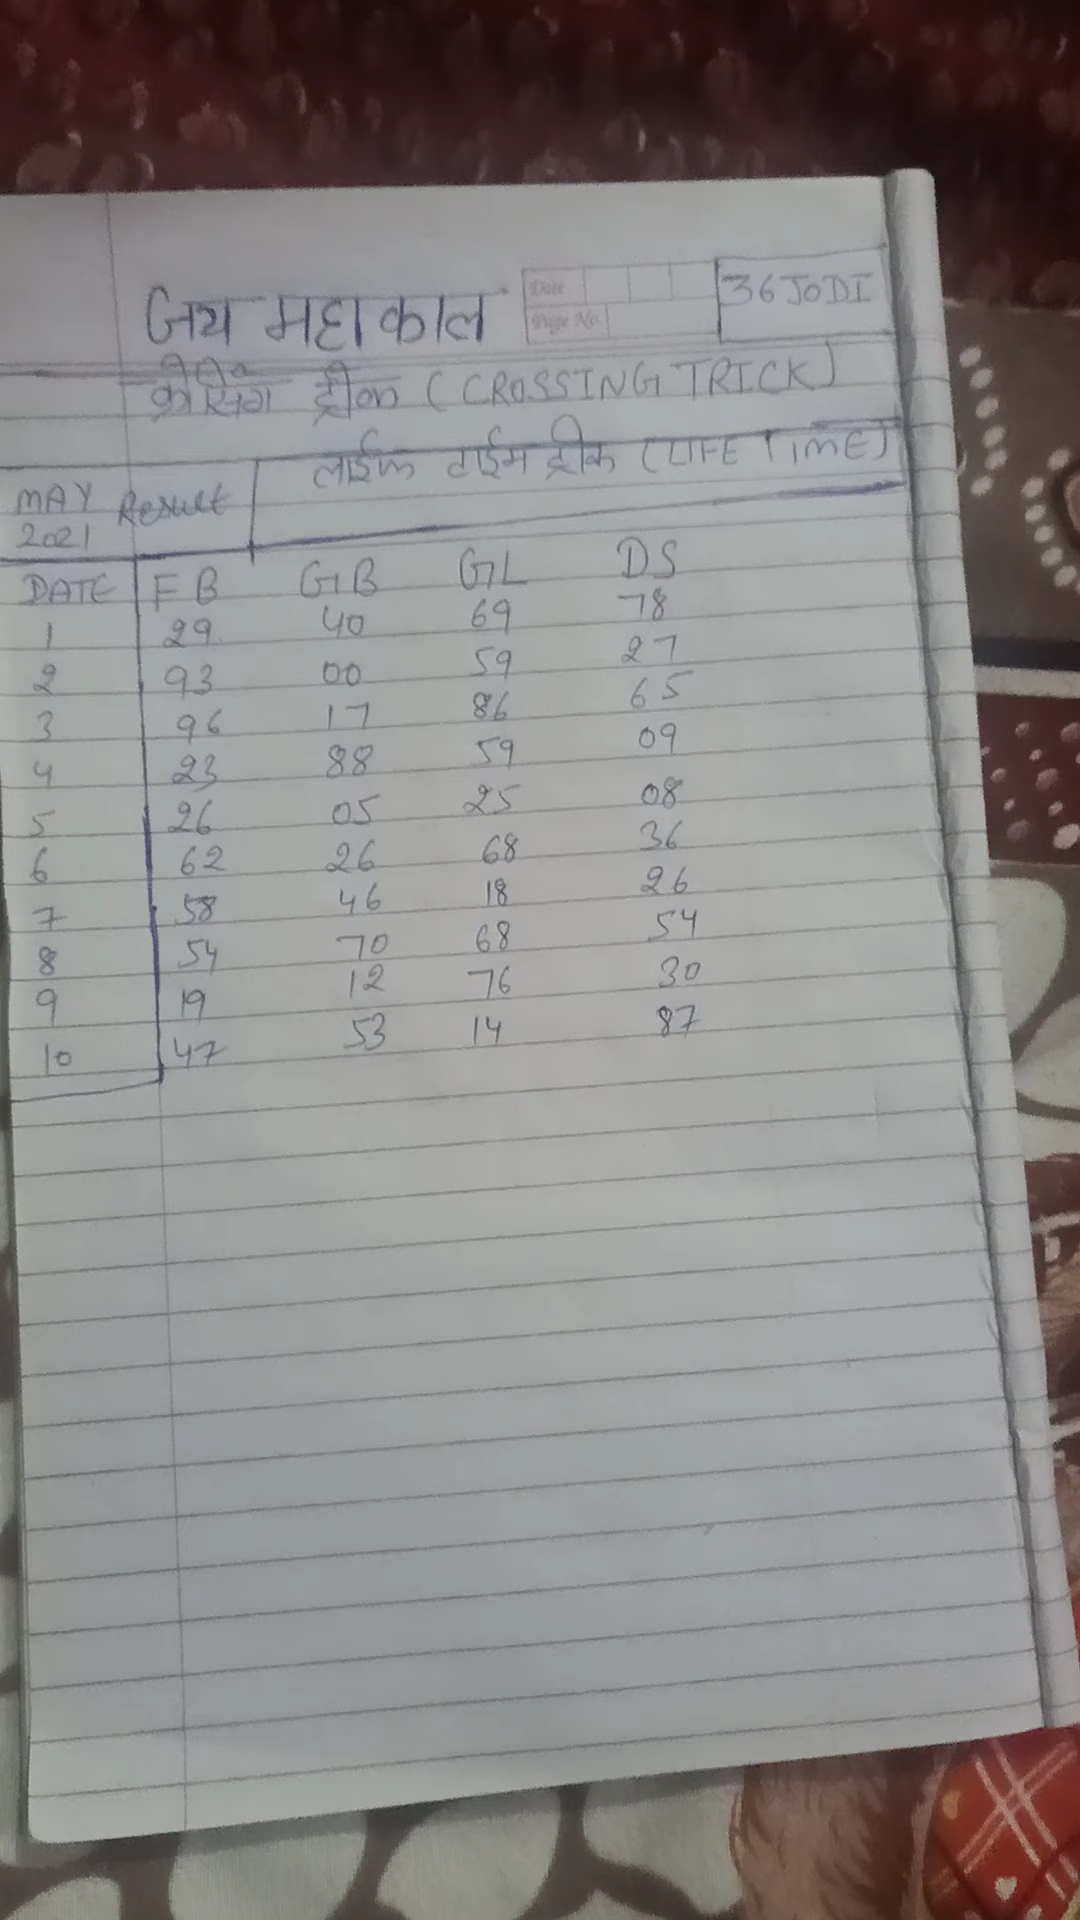 जय महाकाल
Date
Page No
36 JODI
क्रोसिंग ट्रीक (CROSSING TRICK)
लाईफ टाईम ट्रीक (LIFE TIME)
MAY 2021 Result
DATE FB GB GL DS
1 29 40 69 78
2 93 00 59 27
3 96 17 86 65
4 23 88 59 09
5 26 05 25 08
6 62 26 68 36
7 58 46 18 26
8 54 70 68 54
9 19 12 76 30
10 47 53 14 87